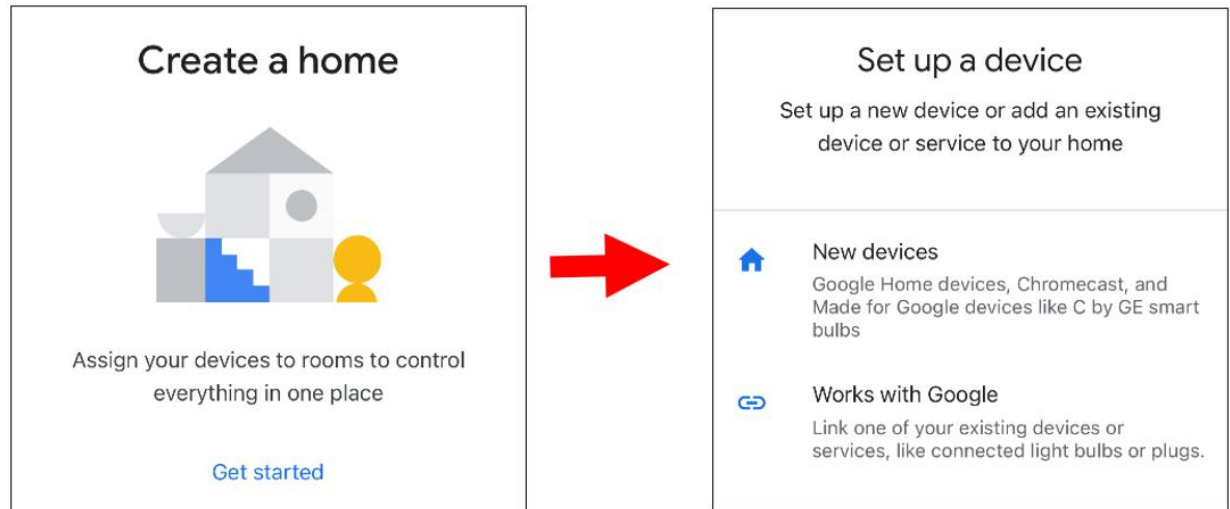 Create a home
Assign your devices to rooms to control
everything in one place
Get started
Set up a device
Set up a new device or add an existing
device or service to your home
New devices
Google Home devices, Chromecast, and
Made for Google devices like C by GE smart
bulbs
Works with Google
Link one of your existing devices or
services, like connected light bulbs or plugs.